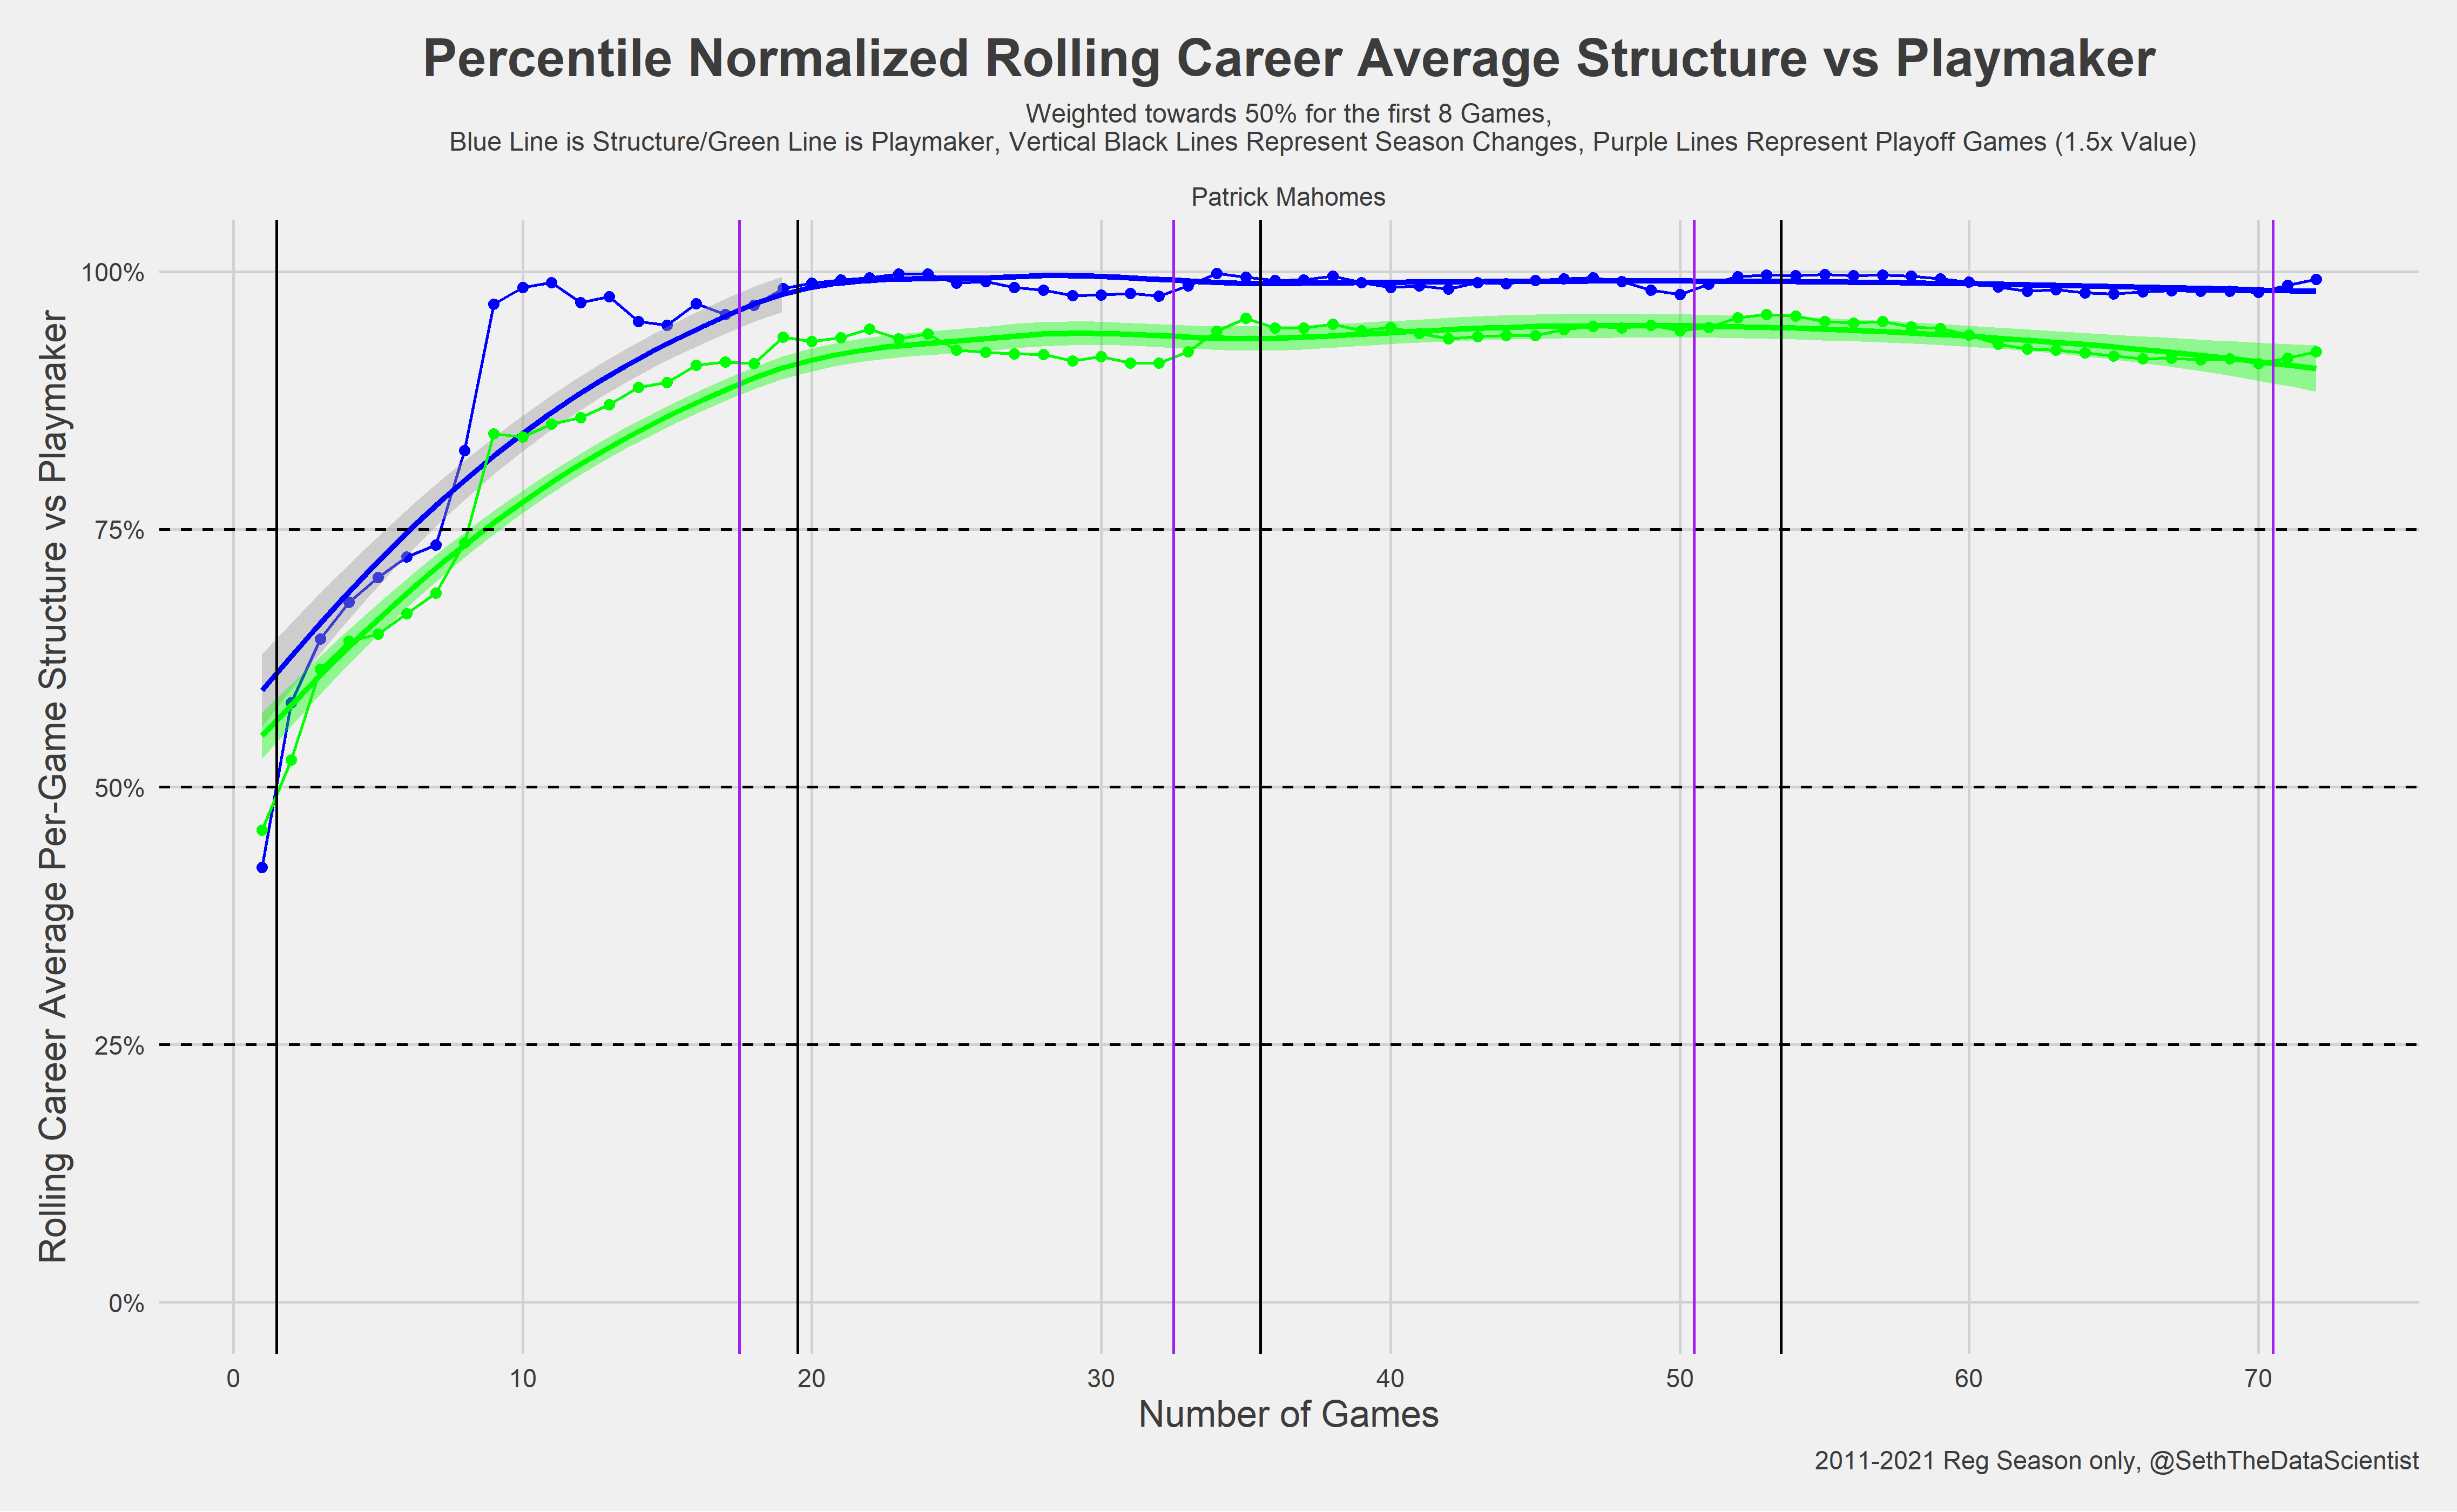 Percentile Normalized Rolling Career Average Structure vs Playmaker
Weighted towards 50% for the first 8 Games,
Blue Line is Structure/Green Line is Playmaker, Vertical Black Lines Represent Season Changes, Purple Lines Represent Playoff Games (1.5x Value)
Patrick Mahomes
Rolling Career Average Per-Game Structure vs Playmaker
100%
75%
50%
25%
0%
0 10 20 30 40 50 60 70
Number of Games
2011-2021 Reg Season only, @SethTheDataScientist